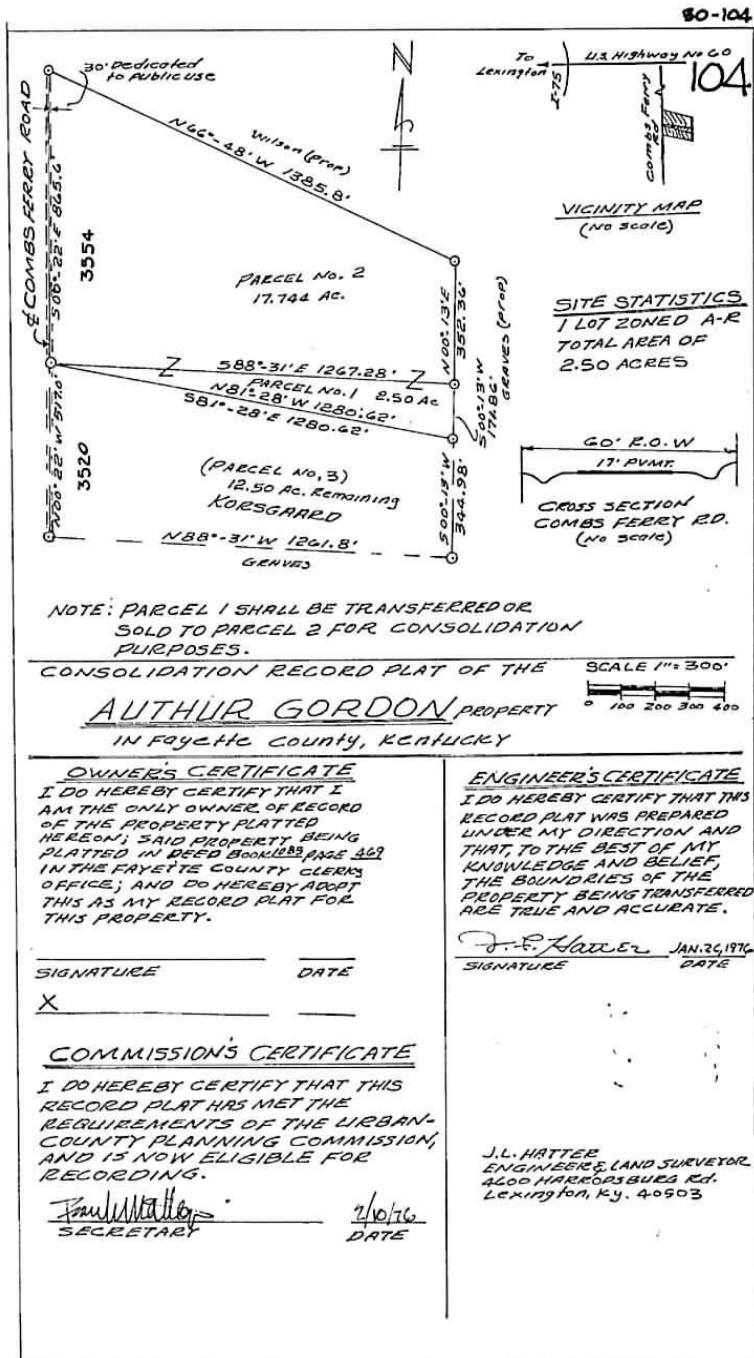 80-104
30' Dedicated
to Public use
N
To
Lexington
I-75
U.S. Highway No 60
104
Combs Ferry
Rd
VICINITY MAP
(No scale)
₵ COMBS FERRY ROAD
S 00°-22' E 865.6'
3554
Wilson (Prop)
N 66°-48' W 1385.8'
PARCEL No. 2
17.744 Ac.
N 00°-13' E
352.36'
SITE STATISTICS
1 LOT ZONED A-R
TOTAL AREA OF
2.50 ACRES
S 88°-31' E 1267.28'
PARCEL No. 1 2.50 Ac
N 81°-28' W 1280.62'
S 81°-28' E 1280.62'
S 00°-13' W
171.86'
GRAVES (Prop)
N 00°-22' W 517.0'
3520
(PARCEL No. 3)
12.50 Ac. Remaining
KORSGAARD
S 00°-13' W
344.98'
N 88°-31' W 1261.8'
GRAVES
60' R.O.W
17' PVMT.
CROSS SECTION
COMBS FERRY RD.
(No scale)
NOTE: PARCEL 1 SHALL BE TRANSFERRED OR
SOLD TO PARCEL 2 FOR CONSOLIDATION
PURPOSES.
CONSOLIDATION RECORD PLAT OF THE
SCALE 1"= 300'
0 100 200 300 400
AUTHUR GORDON PROPERTY
IN Fayette County, Kentucky
OWNER'S CERTIFICATE
I DO HEREBY CERTIFY THAT I
AM THE ONLY OWNER OF RECORD
OF THE PROPERTY PLATTED
HEREON; SAID PROPERTY BEING
PLATTED IN DEED BOOK 1083 PAGE 469
IN THE FAYETTE COUNTY CLERKS
OFFICE; AND DO HEREBY ADOPT
THIS AS MY RECORD PLAT FOR
THIS PROPERTY.
SIGNATURE DATE
X
COMMISSION'S CERTIFICATE
I DO HEREBY CERTIFY THAT THIS
RECORD PLAT HAS MET THE
REQUIREMENTS OF THE URBAN-
COUNTY PLANNING COMMISSION,
AND IS NOW ELIGIBLE FOR
RECORDING.
2/10/76
SECRETARY DATE
ENGINEER'S CERTIFICATE
I DO HEREBY CERTIFY THAT THIS
RECORD PLAT WAS PREPARED
UNDER MY DIRECTION AND
THAT, TO THE BEST OF MY
KNOWLEDGE AND BELIEF,
THE BOUNDRIES OF THE
PROPERTY BEING TRANSFERRED
ARE TRUE AND ACCURATE.
J. L. Hatter JAN. 26, 1976
SIGNATURE DATE
J.L. HATTER
ENGINEER & LAND SURVEYOR
4600 HARRODSBURG Rd.
Lexington, Ky. 40503